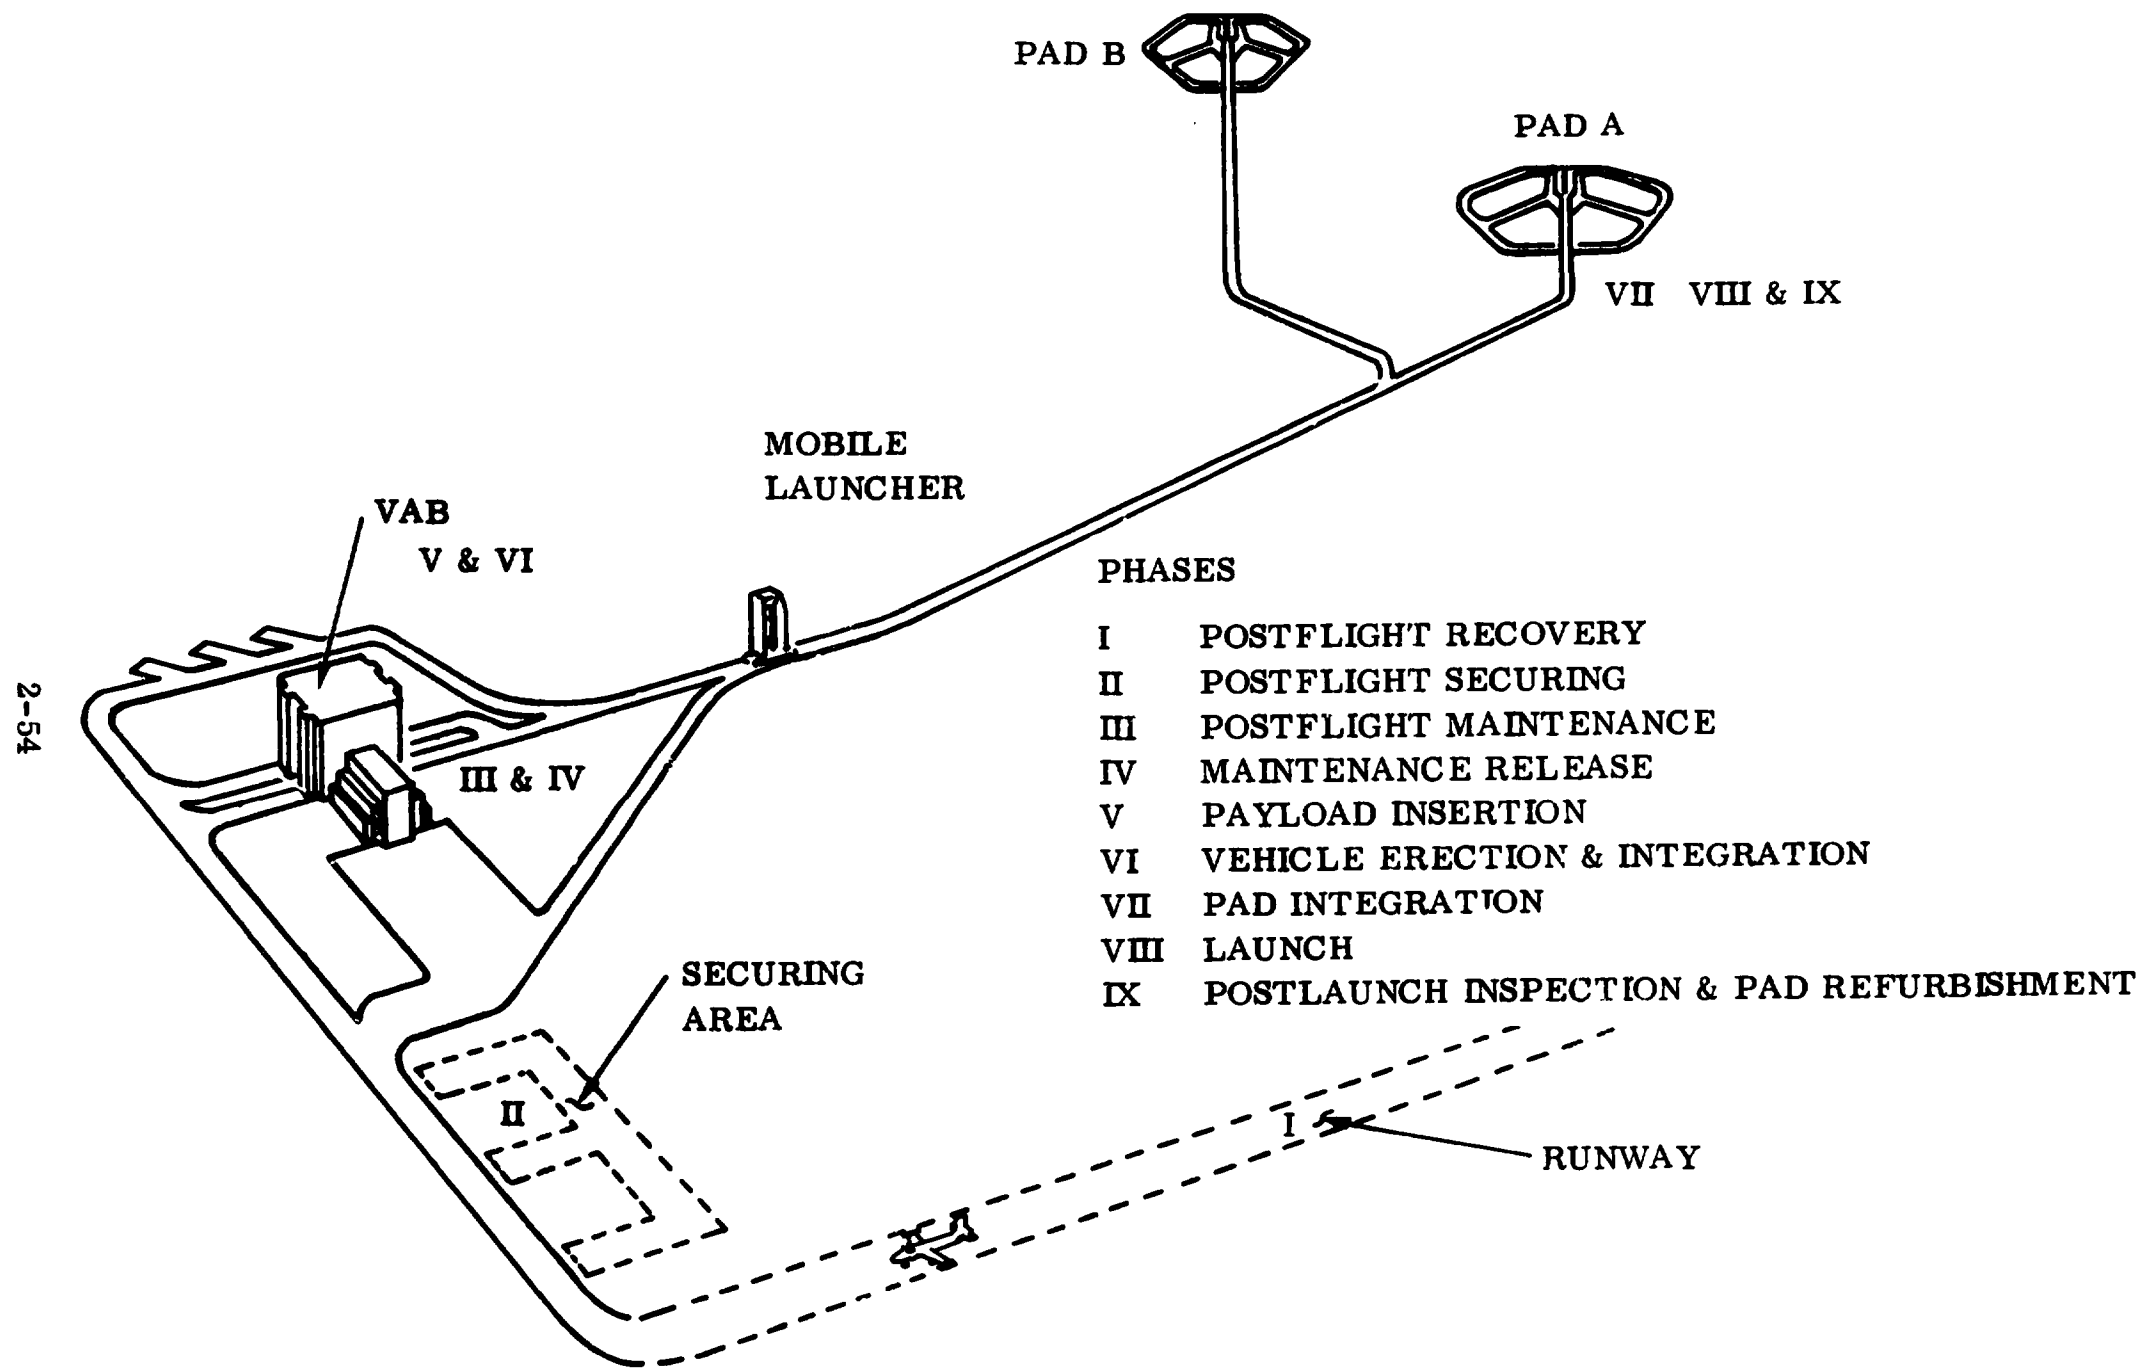 PAD B
PAD A
VII VIII & IX
MOBILE
LAUNCHER
VAB
V & VI
III & IV
PHASES
I POSTFLIGHT RECOVERY
II POSTFLIGHT SECURING
III POSTFLIGHT MAINTENANCE
IV MAINTENANCE RELEASE
V PAYLOAD INSERTION
VI VEHICLE ERECTION & INTEGRATION
VII PAD INTEGRATION
VIII LAUNCH
IX POSTLAUNCH INSPECTION & PAD REFURBISHMENT
2-54
SECURING
AREA
II
I
RUNWAY